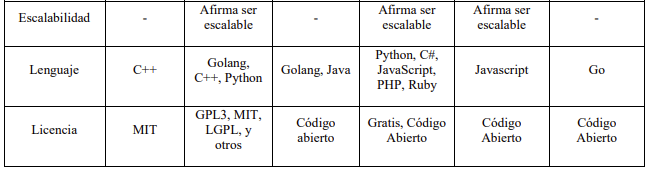 Escalabilidad - Afirma ser escalable - Afirma ser escalable Afirma ser escalable -
Lenguaje C++ Golang, C++, Python Golang, Java Python, C#, JavaScript, PHP, Ruby Javascript Go
Licencia MIT GPL3, MIT, LGPL, y otros Código abierto Gratis, Código Abierto Código Abierto Código Abierto